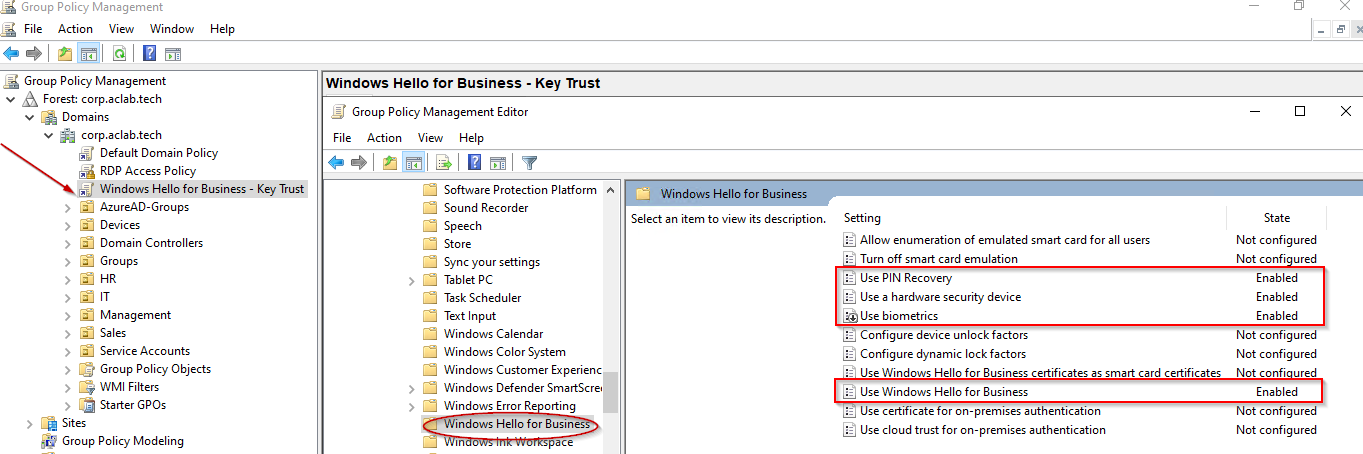 Group Policy Management
File Action View Window Help
Group Policy Management
Forest: corp.aclab.tech
Domains
corp.aclab.tech
Default Domain Policy
RDP Access Policy
Windows Hello for Business - Key Trust
AzureAD-Groups
Devices
Domain Controllers
Groups
HR
IT
Management
Sales
Service Accounts
Group Policy Objects
WMI Filters
Starter GPOs
Sites
Group Policy Modeling
Windows Hello for Business - Key Trust
Group Policy Management Editor
File Action View Help
Software Protection Platform
Sound Recorder
Speech
Store
Sync your settings
Tablet PC
Task Scheduler
Text Input
Windows Calendar
Windows Color System
Windows Customer Experienc
Windows Defender SmartScree
Windows Error Reporting
Windows Hello for Business
Windows Ink Workspace
Windows Hello for Business
Select an item to view its description.
Setting State
Allow enumeration of emulated smart card for all users Not configured
Turn off smart card emulation Not configured
Use PIN Recovery Enabled
Use a hardware security device Enabled
Use biometrics Enabled
Configure device unlock factors Not configured
Configure dynamic lock factors Not configured
Use Windows Hello for Business certificates as smart card certificates Not configured
Use Windows Hello for Business Enabled
Use certificate for on-premises authentication Not configured
Use cloud trust for on-premises authentication Not configured